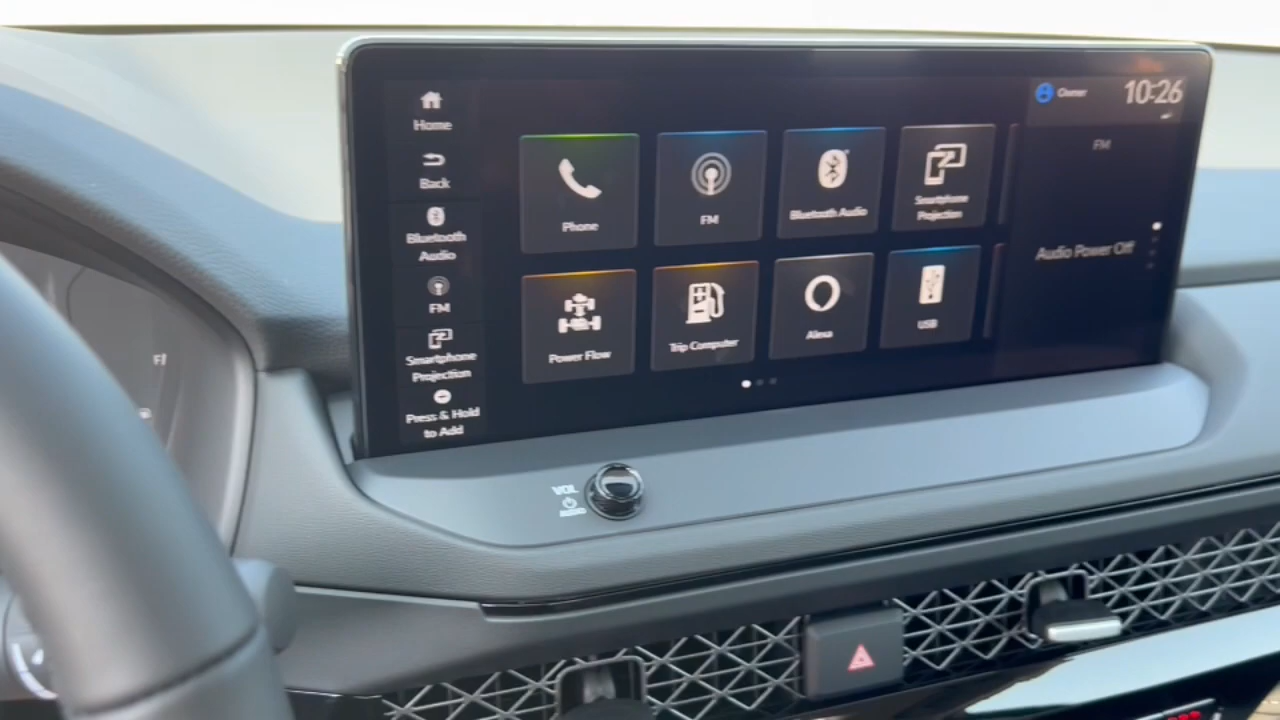 Home
Back
Bluetooth
Audio
FM
Smartphone
Projection
Press & Hold
to Add
Phone
FM
Bluetooth Audio
Smartphone
Projection
Power Flow
Trip Computer
Alexa
USB
Owner
10:26
FM
Audio Power Off
VOL
AUDIO